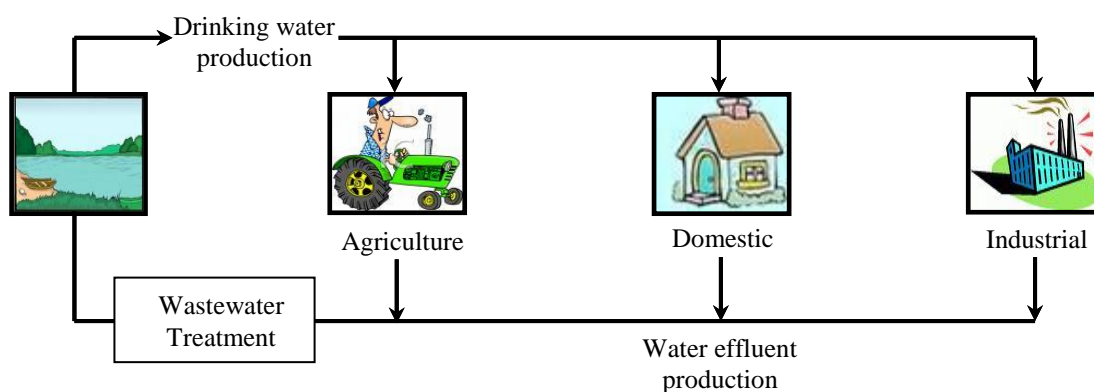 Drinking water
production
Agriculture
Domestic
Industrial
Wastewater
Treatment
Water effluent
production